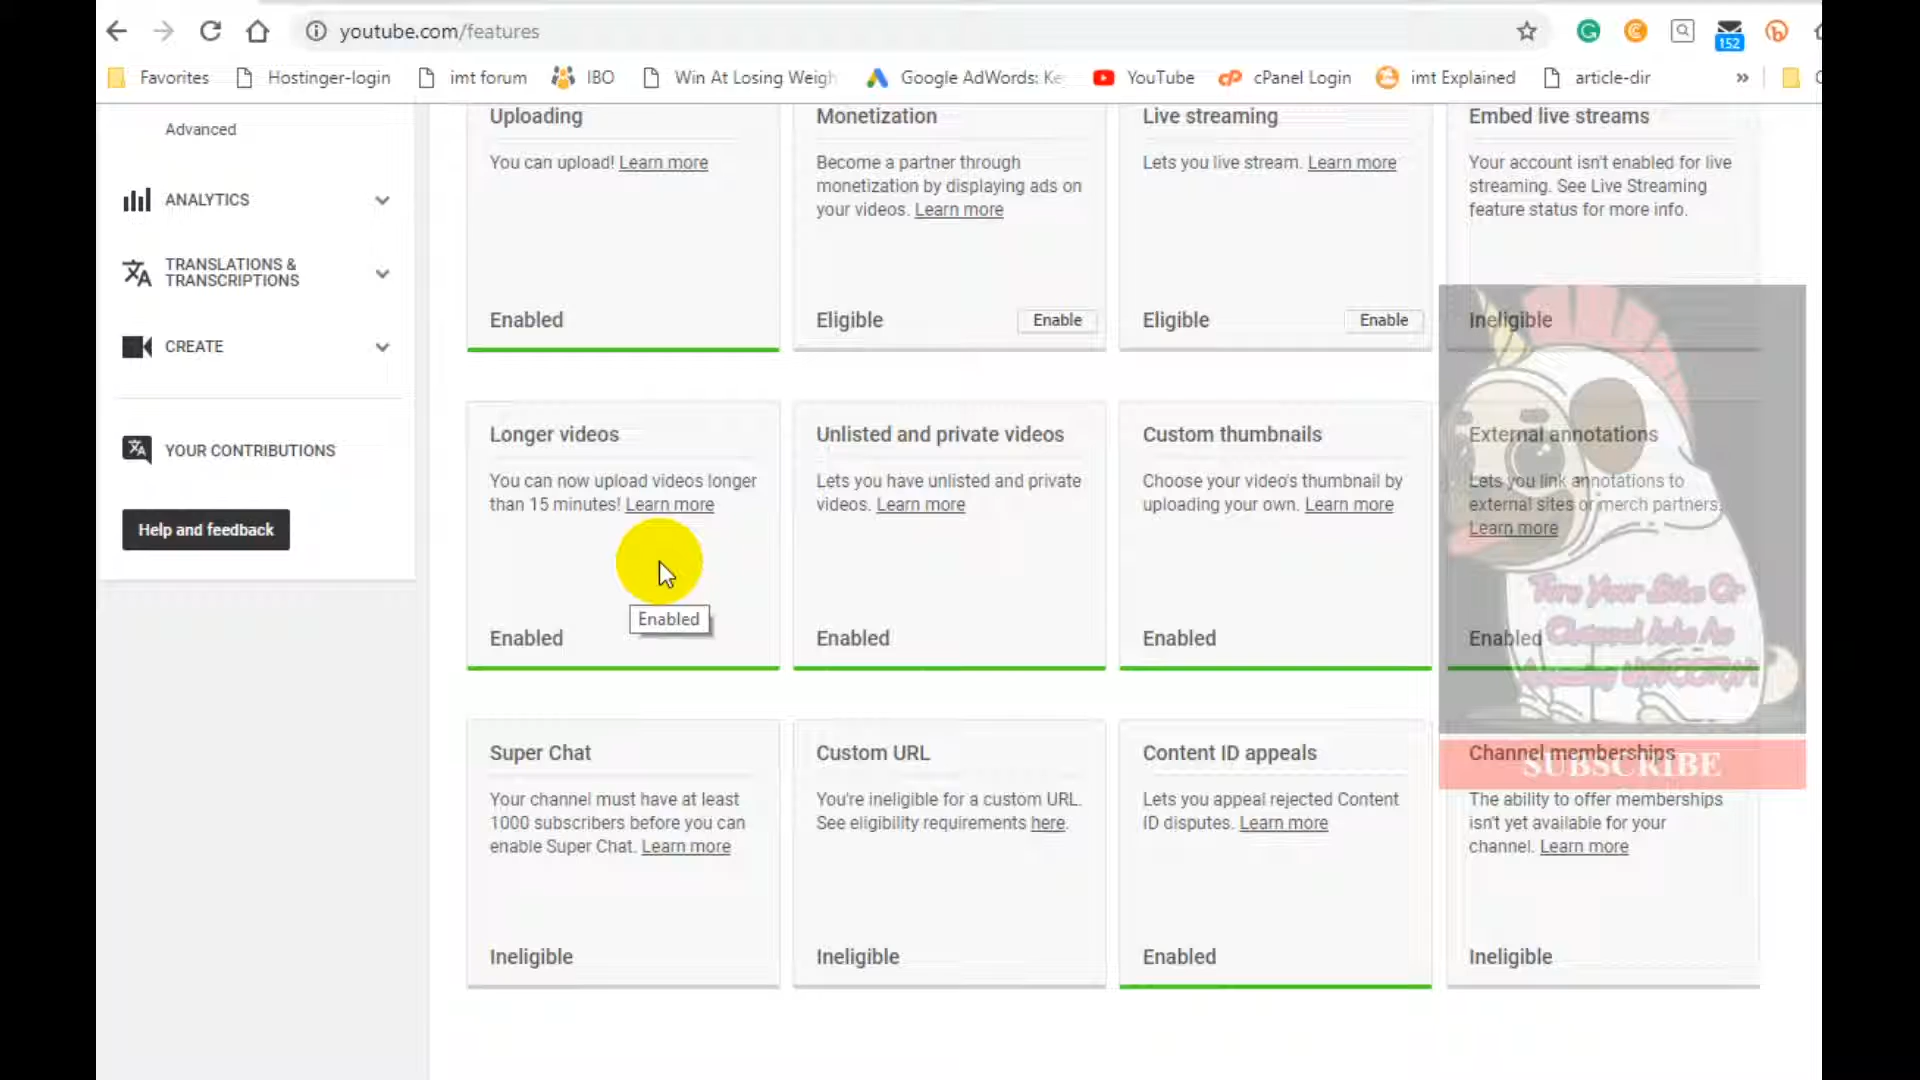 youtube.com/features
152
Favorites
Hostinger-login
imt forum
IBO
Win At Losing Weigh
Google AdWords: Ke
YouTube
cPanel Login
imt Explained
article-dir
»
Advanced
ANALYTICS
TRANSLATIONS &
TRANSCRIPTIONS
CREATE
YOUR CONTRIBUTIONS
Help and feedback
Uploading
You can upload! Learn more
Enabled
Monetization
Become a partner through
monetization by displaying ads on
your videos. Learn more
Eligible
Enable
Live streaming
Lets you live stream. Learn more
Eligible
Enable
Embed live streams
Your account isn't enabled for live
streaming. See Live Streaming
feature status for more info.
Ineligible
Longer videos
You can now upload videos longer
than 15 minutes! Learn more
Enabled
Enabled
Unlisted and private videos
Lets you have unlisted and private
videos. Learn more
Enabled
Custom thumbnails
Choose your video's thumbnail by
uploading your own. Learn more
Enabled
External annotations
Lets you link annotations to
external sites or merch partners.
Learn more
Enabled
Turn Your Sites Or
Channel Into An
UNICORN
Super Chat
Your channel must have at least
1000 subscribers before you can
enable Super Chat. Learn more
Ineligible
Custom URL
You're ineligible for a custom URL.
See eligibility requirements here.
Ineligible
Content ID appeals
Lets you appeal rejected Content
ID disputes. Learn more
Enabled
Channel memberships
SUBSCRIBE
The ability to offer memberships
isn't yet available for your
channel. Learn more
Ineligible